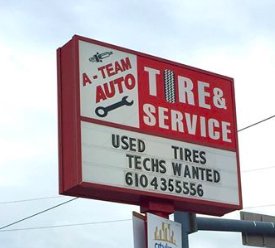 A-TEAM
AUTO
TIRE &
SERVICE
USED TIRES
TECHS WANTED
6104355556